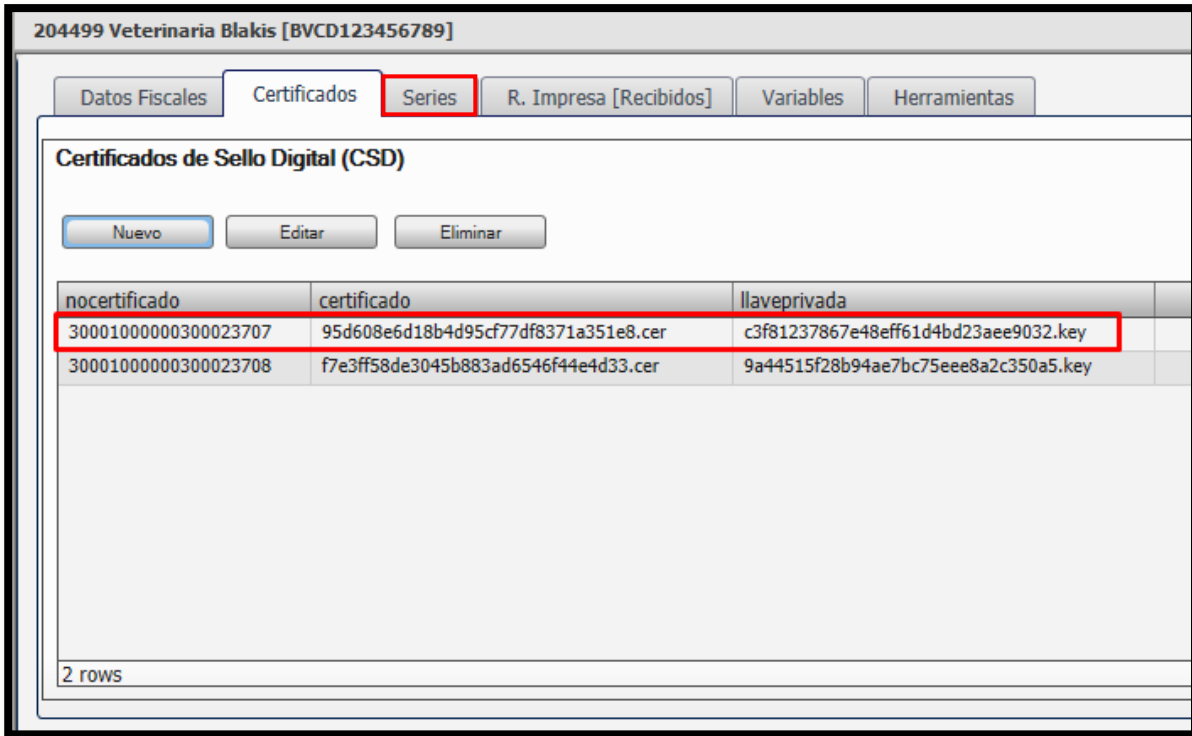 204499 Veterinaria Blakis [BVCD123456789]
Datos Fiscales Certificados Series R. Impresa [Recibidos] Variables Herramientas
Certificados de Sello Digital (CSD)
Nuevo Editar Eliminar
nocertificado certificado llaveprivada
30001000000300023707 95d608e6d18b4d95cf77df8371a351e8.cer c3f81237867e48eff61d4bd23aee9032.key
30001000000300023708 f7e3ff58de3045b883ad6546f44e4d33.cer 9a44515f28b94ae7bc75eee8a2c350a5.key
2 rows